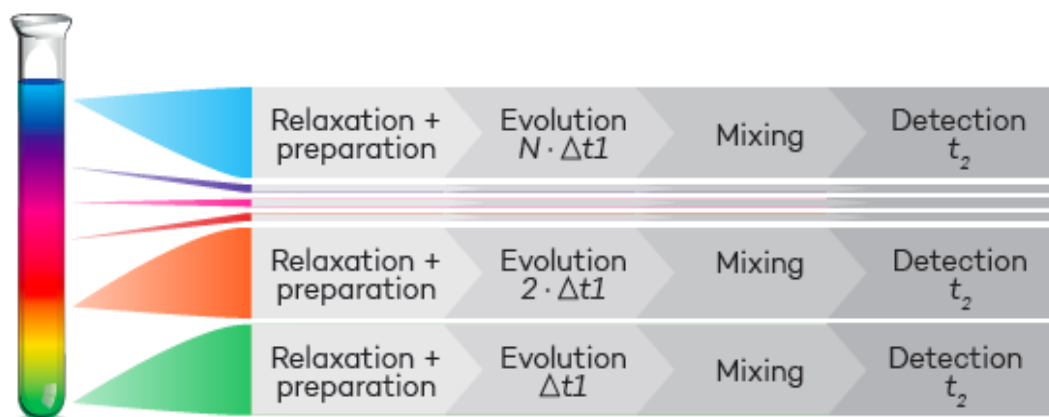 Relaxation + preparation
Evolution N · Δt1
Mixing
Detection t₂
Relaxation + preparation
Evolution 2 · Δt1
Mixing
Detection t₂
Relaxation + preparation
Evolution Δt1
Mixing
Detection t₂